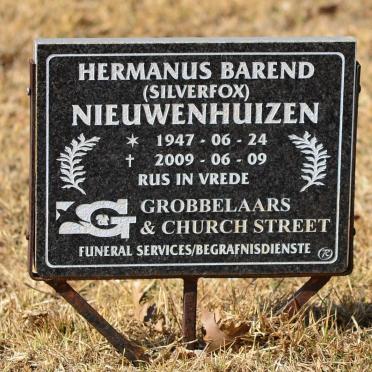 HERMANUS BAREND
(SILVERFOX)
NIEUWENHUIZEN
* 1947 - 06 - 24
† 2009 - 06 - 09
RUS IN VREDE
GROBBELAARS
& CHURCH STREET
FUNERAL SERVICES/BEGRAFNISDIENSTE